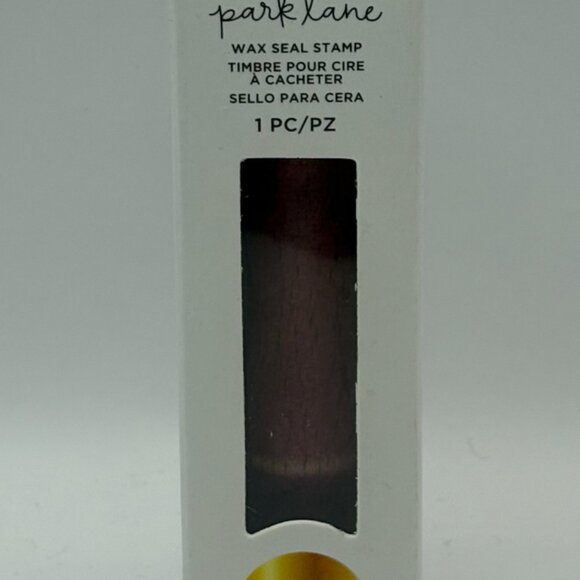 park lane
WAX SEAL STAMP
TIMBRE POUR CIRE
À CACHETER
SELLO PARA CERA
1 PC/PZ